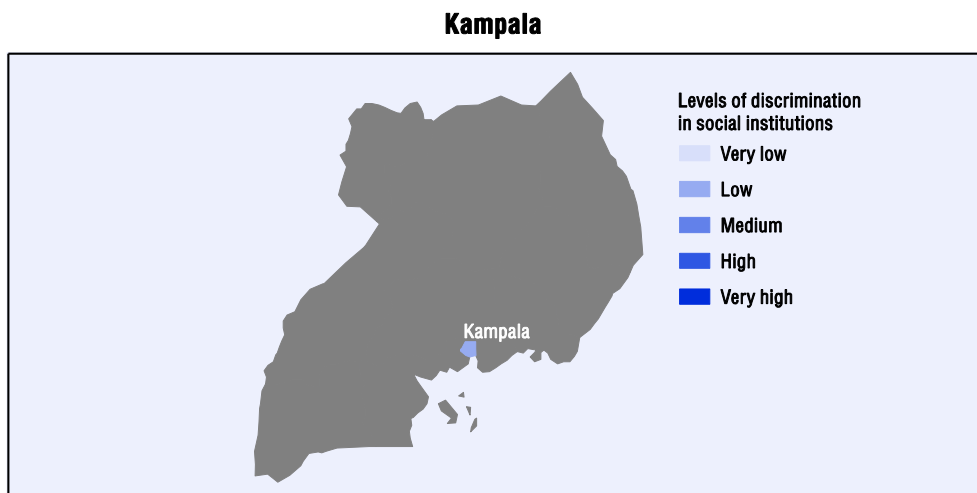 Kampala
Levels of discrimination
in social institutions
Very low
Low
Medium
High
Very high
Kampala